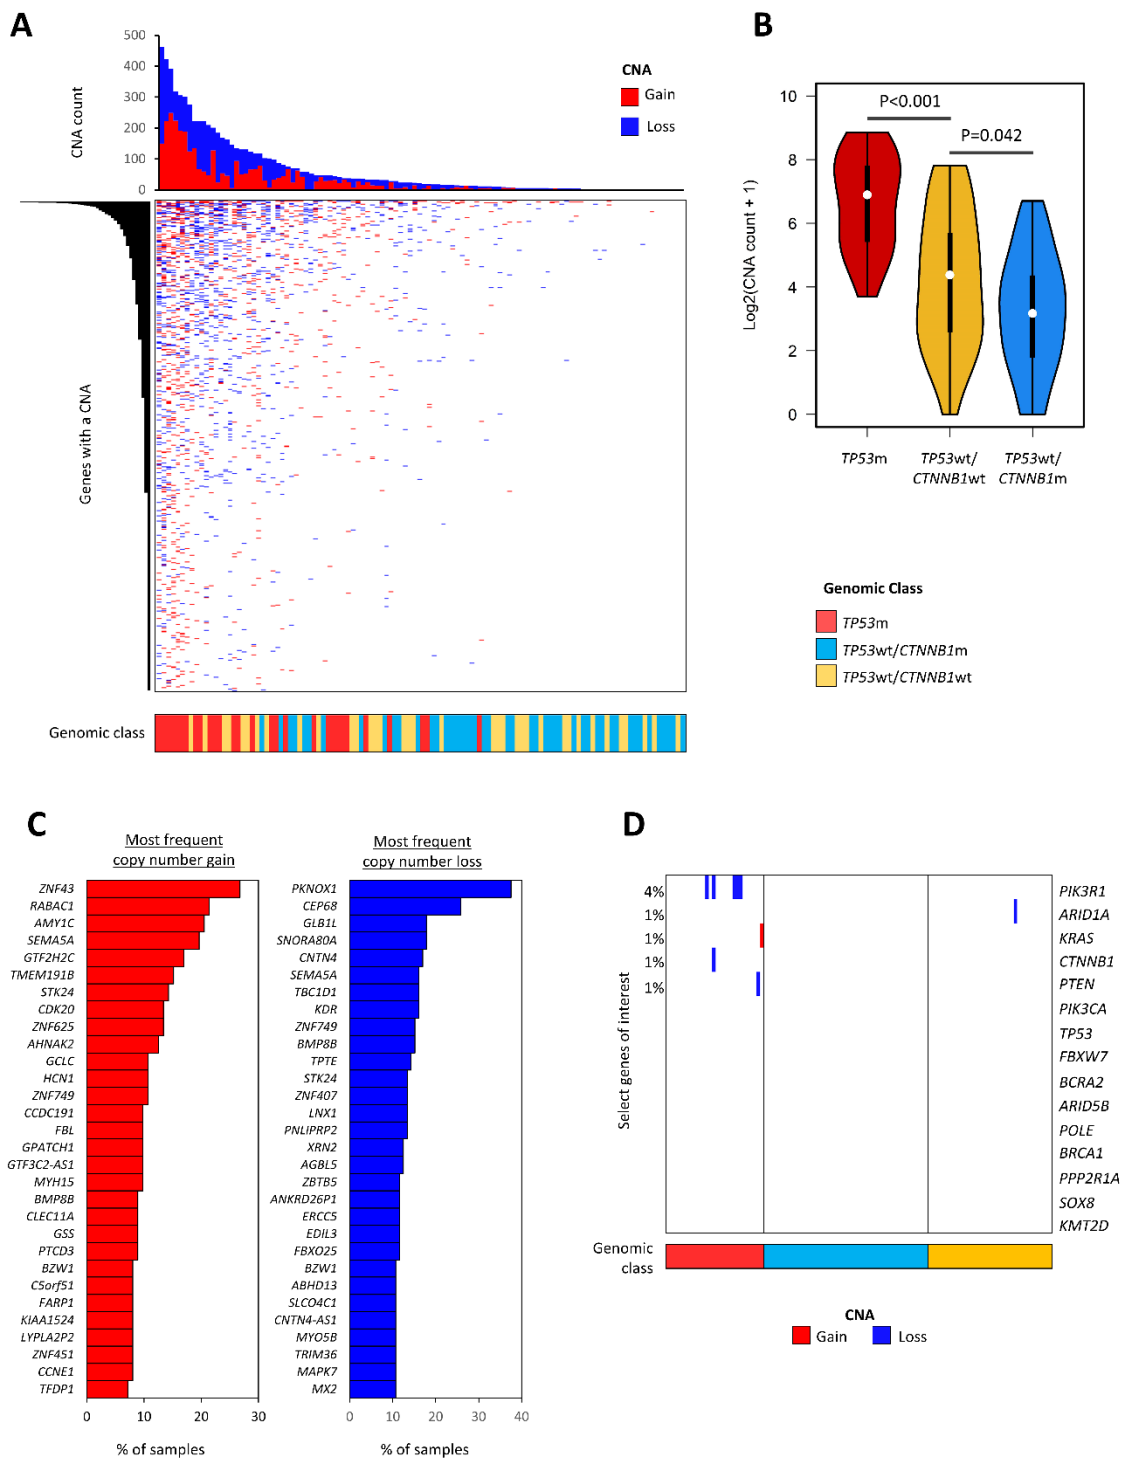 A
CNA count
500
400
300
200
100
0
CNA
Gain
Loss
Genes with a CNA
Genomic class
B
Log2(CNA count + 1)
10
8
6
4
2
0
P<0.001
P=0.042
TP53m
TP53wt/
CTNNB1wt
TP53wt/
CTNNB1m
Genomic Class
TP53m
TP53wt/CTNNB1m
TP53wt/CTNNB1wt
C
Most frequent
copy number gain
ZNF43
RABAC1
AMY1C
SEMA5A
GTF2H2C
TMEM191B
STK24
CDK20
ZNF625
AHNAK2
GCLC
HCN1
ZNF749
CCDC191
FBL
GPATCH1
GTF3C2-AS1
MYH15
BMP8B
CLEC11A
GSS
PTCD3
BZW1
C5orf51
FARP1
KIAA1524
LYPLA2P2
ZNF451
CCNE1
TFDP1
0 10 20 30
% of samples
Most frequent
copy number loss
PKNOX1
CEP68
GLB1L
SNORA80A
CNTN4
SEMA5A
TBC1D1
KDR
ZNF749
BMP8B
TPTE
STK24
ZNF407
LNX1
PNLIPRP2
XRN2
AGBL5
ZBTB5
ANKRD26P1
ERCC5
EDIL3
FBXO25
BZW1
ABHD13
SLCO4C1
CNTN4-AS1
MYO5B
TRIM36
MAPK7
MX2
0 10 20 30 40
% of samples
D
Select genes of interest
4% PIK3R1
1% ARID1A
1% KRAS
1% CTNNB1
1% PTEN
PIK3CA
TP53
FBXW7
BCRA2
ARID5B
POLE
BRCA1
PPP2R1A
SOX8
KMT2D
Genomic
class
CNA
Gain Loss